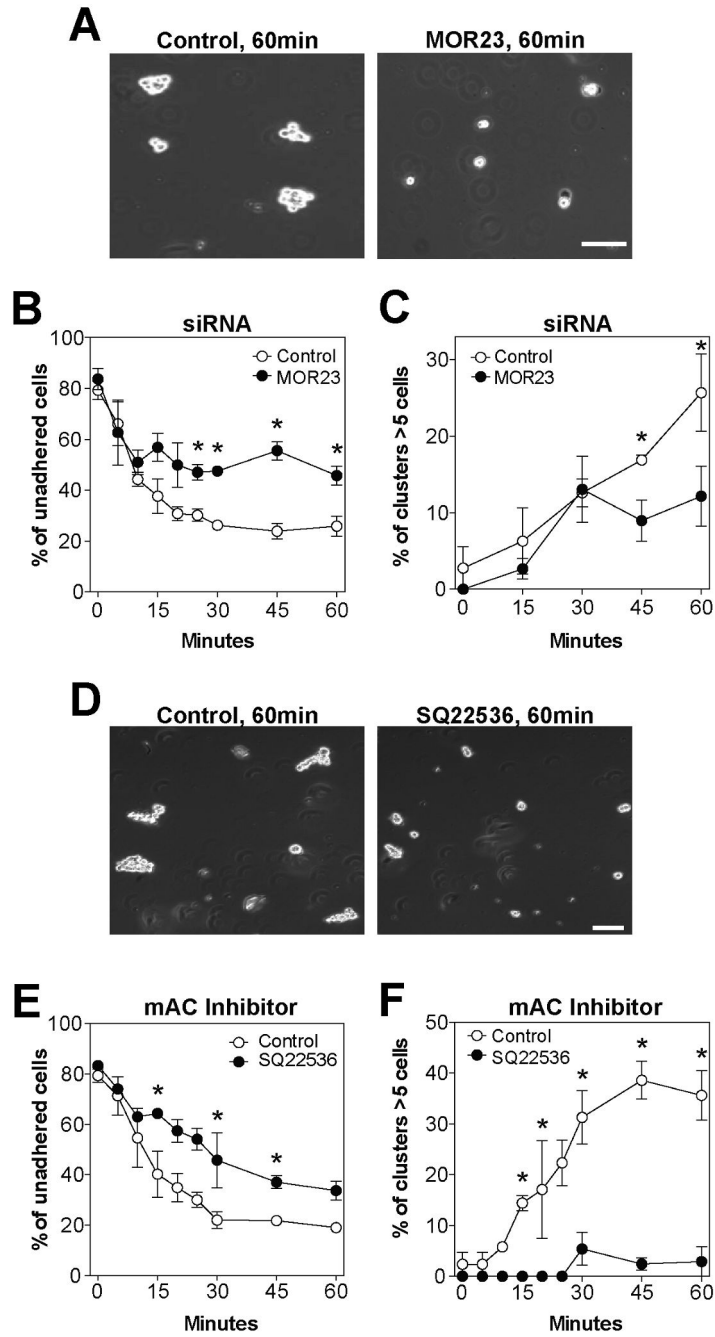 A
Control, 60min
MOR23, 60min
B
siRNA
Control
MOR23
% of unadhered cells
100
80
60
40
20
0
* * * *
0 15 30 45 60
Minutes
C
siRNA
Control
MOR23
% of clusters >5 cells
30
20
10
0
* *
0 15 30 45 60
Minutes
D
Control, 60min
SQ22536, 60min
E
mAC Inhibitor
Control
SQ22536
% of unadhered cells
100
80
60
40
20
0
* * *
0 15 30 45 60
Minutes
F
mAC Inhibitor
Control
SQ22536
% of clusters >5 cells
50
40
30
20
10
0
* * * * *
0 15 30 45 60
Minutes